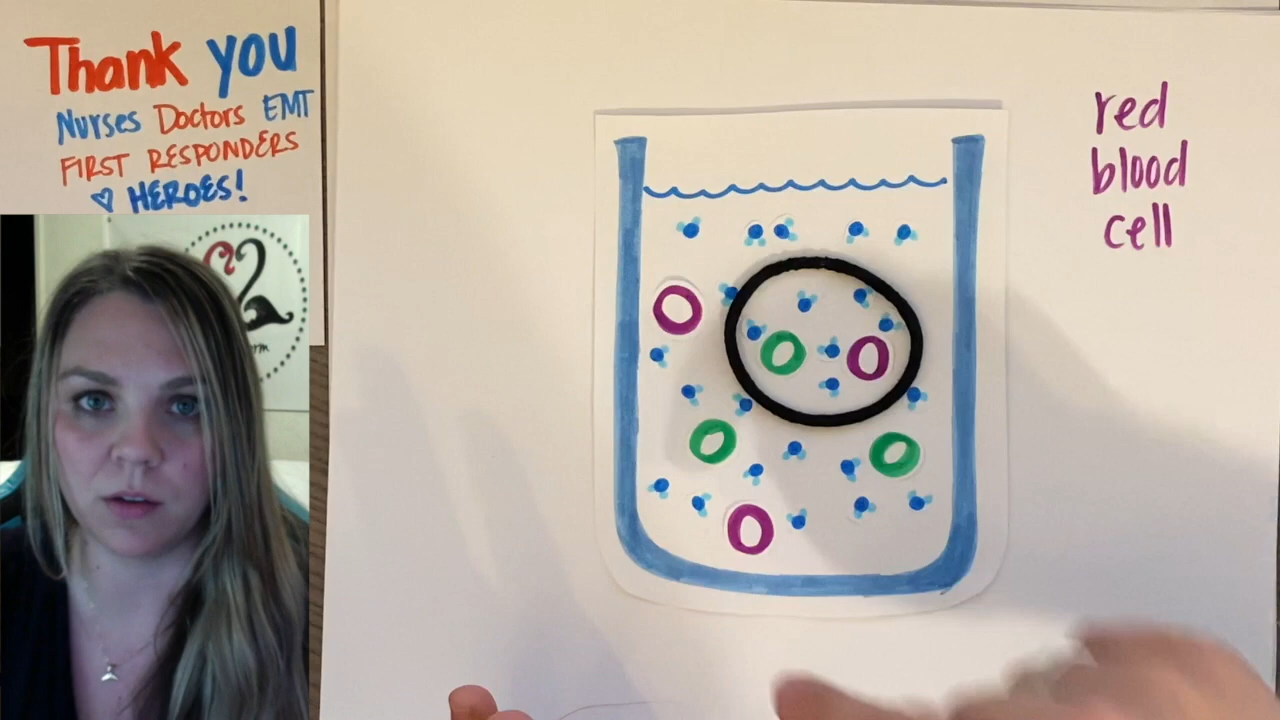 Thank you
Nurses Doctors EMT
FIRST RESPONDERS
♡ HEROES!
red
blood
cell